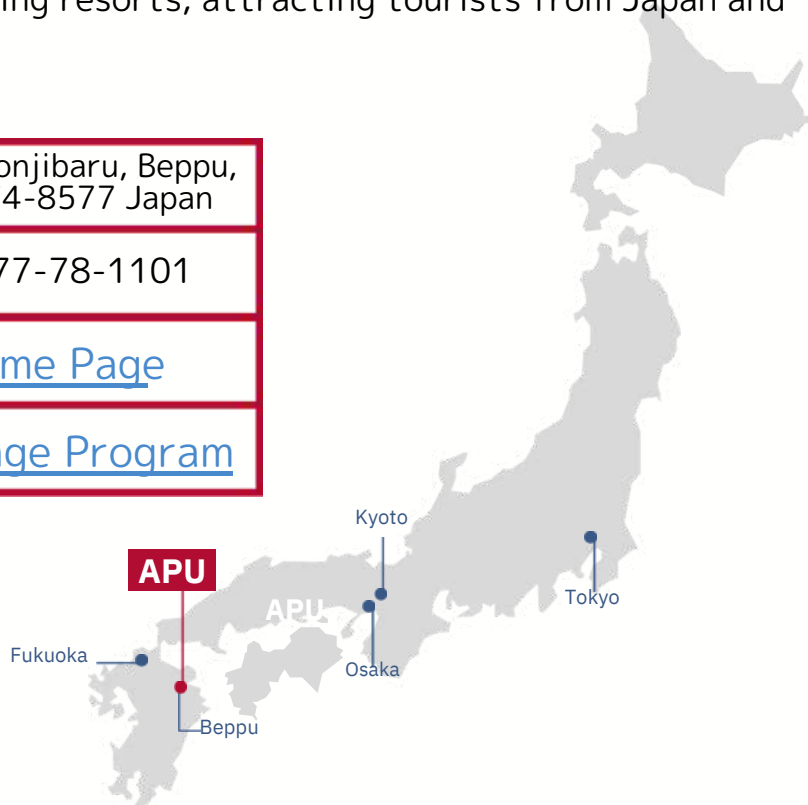 ing resorts, attracting tourists from Japan and
onjibaru, Beppu,
4-8577 Japan
77-78-1101
me Page
age Program
Kyoto
APU
Tokyo
APU
Fukuoka
Osaka
Beppu